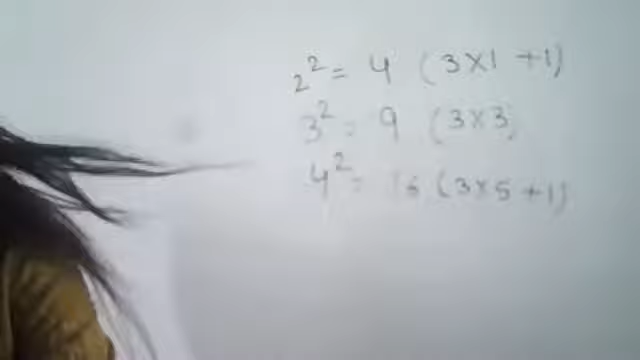 2² = 4 (3×1 +1)
3² = 9 (3×3)
4² = 16 (3×5 +1)